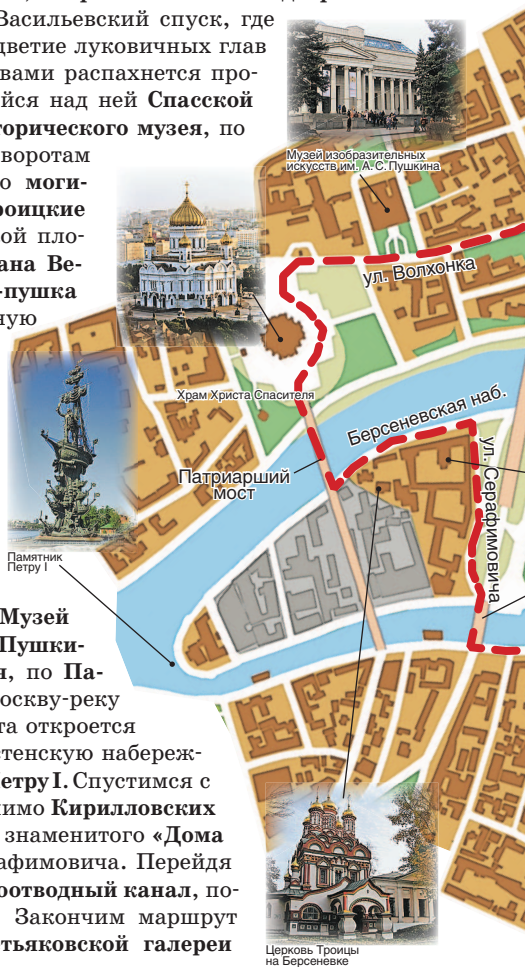 Васильевский спуск, где
цветие луковичных глав
вами распахнется про-
йся над ней Спасской
торического музея, по
воротам
о моги-
роицкие
ой пло-
ана Ве-
-пушка
ную
Музей изобразительных
искусств им. А. С. Пушкина
ул. Волхонка
Храм Христа Спасителя
Берсеневская наб.
Патриарший
мост
ул. Серафимовича
Памятник
Петру I
Музей
Пушки-
я, по Па-
оскву-реку
та откроется
стенскую набереж-
Петру I. Спустимся с
мимо Кирилловских
знаменитого «Дома
афимовича. Перейдя
оотводный канал, по-
Закончим маршрут
тьяковской галереи
Церковь Троицы
на Берсеневке